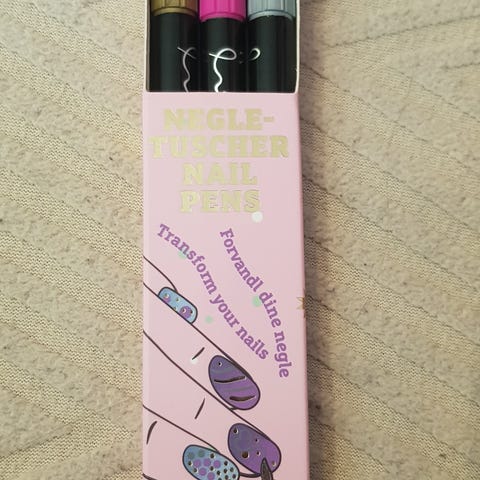 NEGLE-
TUSCHER
NAIL
PENS
Forvandl dine negle
Transform your nails